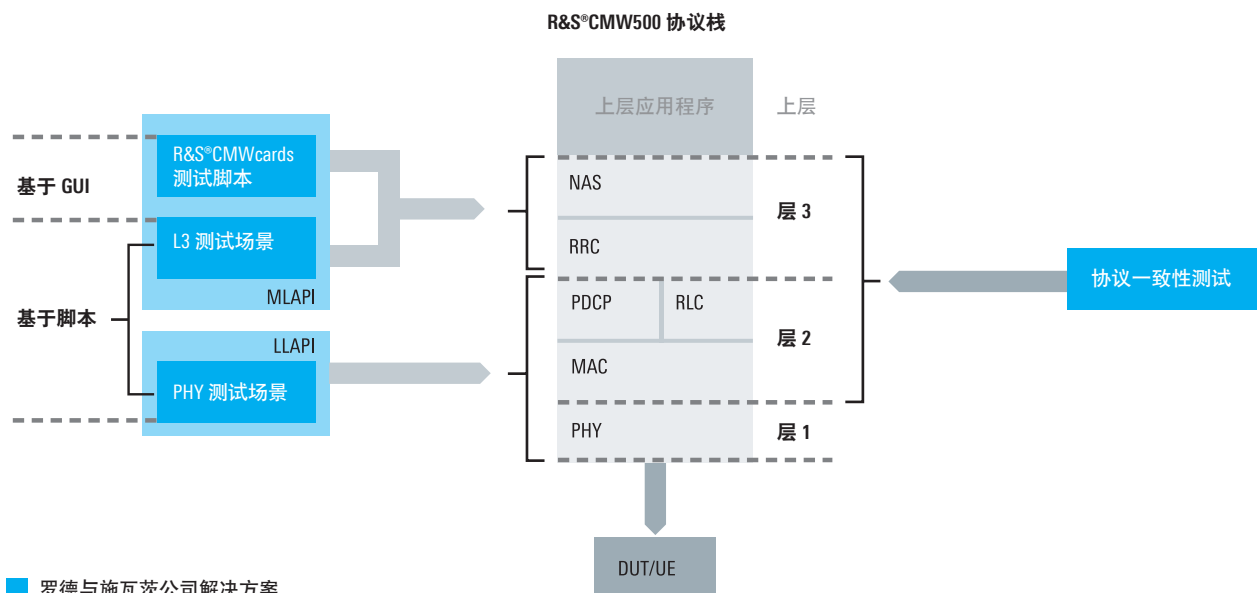 R&S®CMW500 协议栈
上层应用程序
上层
R&S®CMWcards
测试脚本
基于 GUI
NAS
层 3
L3 测试场景
RRC
协议一致性测试
MLAPI
PDCP
RLC
基于脚本
LLAPI
层 2
MAC
PHY 测试场景
PHY
层 1
DUT/UE
罗德与施瓦茨公司解决方案